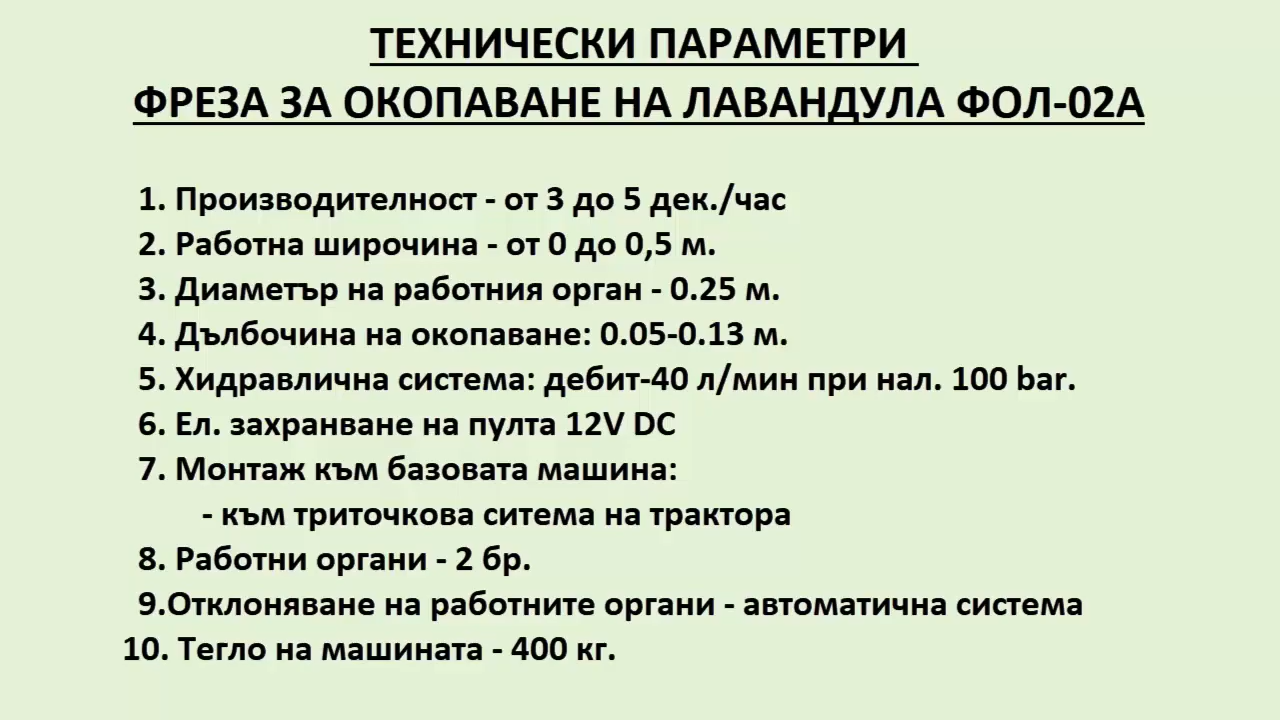 ТЕХНИЧЕСКИ ПАРАМЕТРИ
ФРЕЗА ЗА ОКОПАВАНЕ НА ЛАВАНДУЛА ФОЛ-02А
1. Производителност - от 3 до 5 дек./час
2. Работна широчина - от 0 до 0,5 м.
3. Диаметър на работния орган - 0.25 м.
4. Дълбочина на окопаване: 0.05-0.13 м.
5. Хидравлична система: дебит-40 л/мин при нал. 100 bar.
6. Ел. захранване на пулта 12V DC
7. Монтаж към базовата машина:
- към триточкова ситема на трактора
8. Работни органи - 2 бр.
9.Отклоняване на работните органи - автоматична система
10. Тегло на машината - 400 кг.